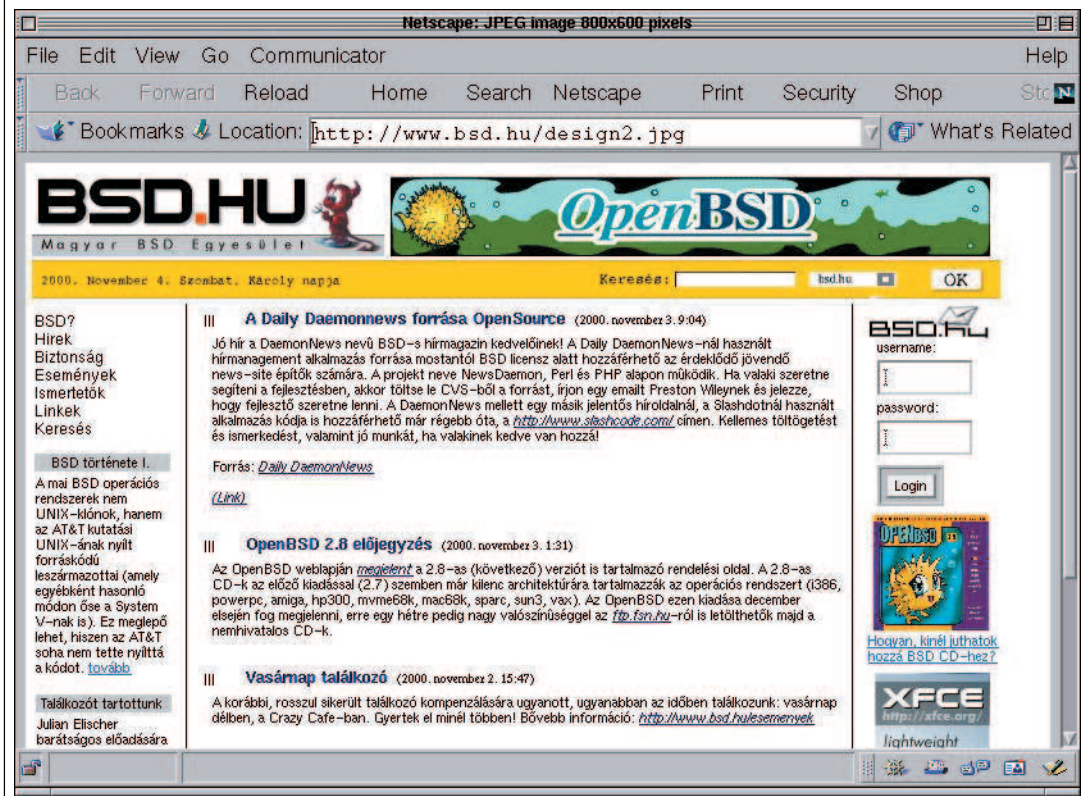 Netscape: JPEG image 800x600 pixels
File Edit View Go Communicator Help
Back Forward Reload Home Search Netscape Print Security Shop
Bookmarks Location: http://www.bsd.hu/design2.jpg What's Related
BSD.HU
Magyar BSD Egyesület
OpenBSD
2000. November 4. Szombat, Károly napja Keresés: bsd.hu OK
BSD?
Hirek
Biztonság
Események
Ismertetök
Linkek
Keresés
BSD története I.
A mai BSD operációs
rendszerek nem
UNIX-klónok, hanem
az AT&T kutatási
UNIX-ának nyílt
forráskódú
leszármazottai (amely
egyébként hasonló
módon őse a System
V-nak is). Ez meglepő
lehet, hiszen az AT&T
soha nem tette nyílttá
a kódot. tovább
Találkozót tartottunk
Julian Elischer
barátságos előadására
A Daily Daemonnews forrása OpenSource (2000. november 3. 9:04)
Jó hír a DaemonNews nevû BSD-s hírmagazin kedvelőinek! A Daily DaemonNews-nál használt
hírmanagement alkalmazás forrása mostantól BSD licensz alatt hozzáférhető az érdeklődő jövendő
news-site építők számára. A projekt neve NewsDaemon, Perl és PHP alapon mûködik. Ha valaki szeretne
segíteni a fejlesztésben, akkor töltse le CVS-ből a forrást, írjon egy emailt Preston Wileynek és jelezze,
hogy fejlesztő szeretne lenni. A DaemonNews mellett egy másik jelentős híroldalnál, a Slashdotnál használt
alkalmazás kódja is hozzáférhető már régebb óta, a http://www.slashcode.com/ címen. Kellemes töltögetést
és ismerkedést, valamint jó munkát, ha valakinek kedve van hozzá!
Forrás: Daily DaemonNews
(Link)
OpenBSD 2.8 előjegyzés (2000. november 3. 1:31)
Az OpenBSD weblapján megjelent a 2.8-as (következő) verziót is tartalmazó rendelési oldal. A 2.8-as
CD-k az előző kiadással (2.7) szemben már kilenc architektúrára tartalmazzák az operációs rendszert (i386,
powerpc, amiga, hp300, mvme68k, mac68k, sparc, sun3, vax). Az OpenBSD ezen kiadása december
elsején fog megjelenni, erre egy hétre pedig nagy valószínûséggel az ftp.fsn.hu-ról is letölthetők majd a
nemhivatalos CD-k.
Vasárnap találkozó (2000. november 2. 15:47)
A korábbi, rosszul sikerült találkozó kompenzálására ugyanott, ugyanabban az időben találkozunk: vasárnap
délben, a Crazy Cafe-ban. Gyertek el minél többen! Bővebb információ: http://www.bsd.hu/esemenyek
BSD.HU
username:
password:
Login
OPENBSD
Hogyan, kinél juthatok
hozzá BSD CD-hez?
XFCE
http://xfce.org/
lightweight